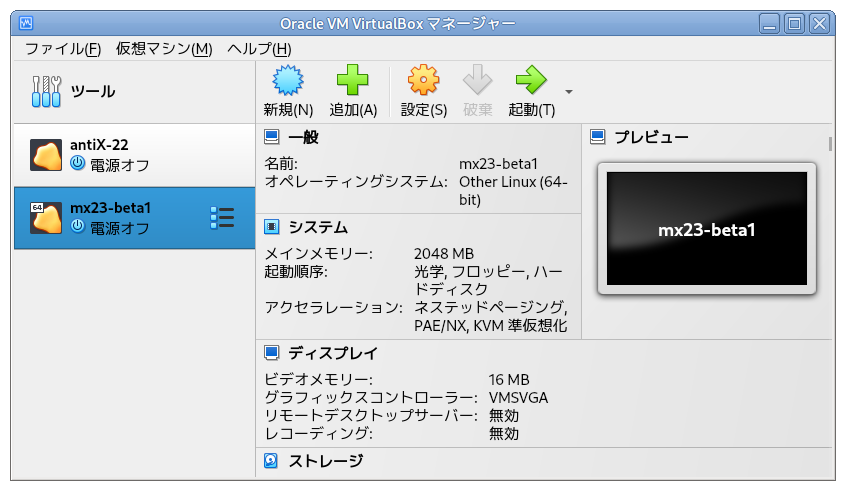 Oracle VM VirtualBox マネージャー
ファイル(F) 仮想マシン(M) ヘルプ(H)
ツール
新規(N) 追加(A) 設定(S) 破棄 起動(T)
antiX-22
電源オフ
64
mx23-beta1
電源オフ
一般
名前: mx23-beta1
オペレーティングシステム: Other Linux (64-
bit)
システム
メインメモリー: 2048 MB
起動順序: 光学, フロッピー, ハー
ドディスク
アクセラレーション: ネステッドページング,
PAE/NX, KVM 準仮想化
プレビュー
mx23-beta1
ディスプレイ
ビデオメモリー: 16 MB
グラフィックスコントローラー: VMSVGA
リモートデスクトップサーバー: 無効
レコーディング: 無効
ストレージ